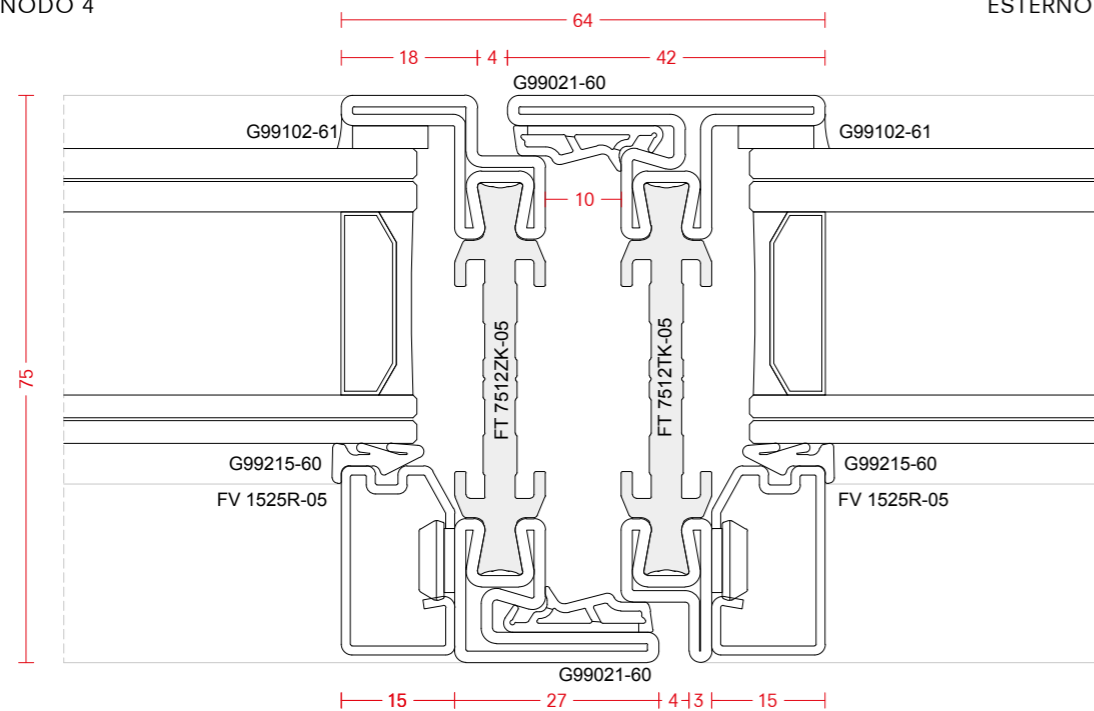 NODO 4
ESTERNO
64
18
4
42
G99021-60
G99102-61
G99102-61
10
75
FT 7512ZK-05
FT 7512TK-05
G99215-60
G99215-60
FV 1525R-05
FV 1525R-05
G99021-60
15
27
4
3
15